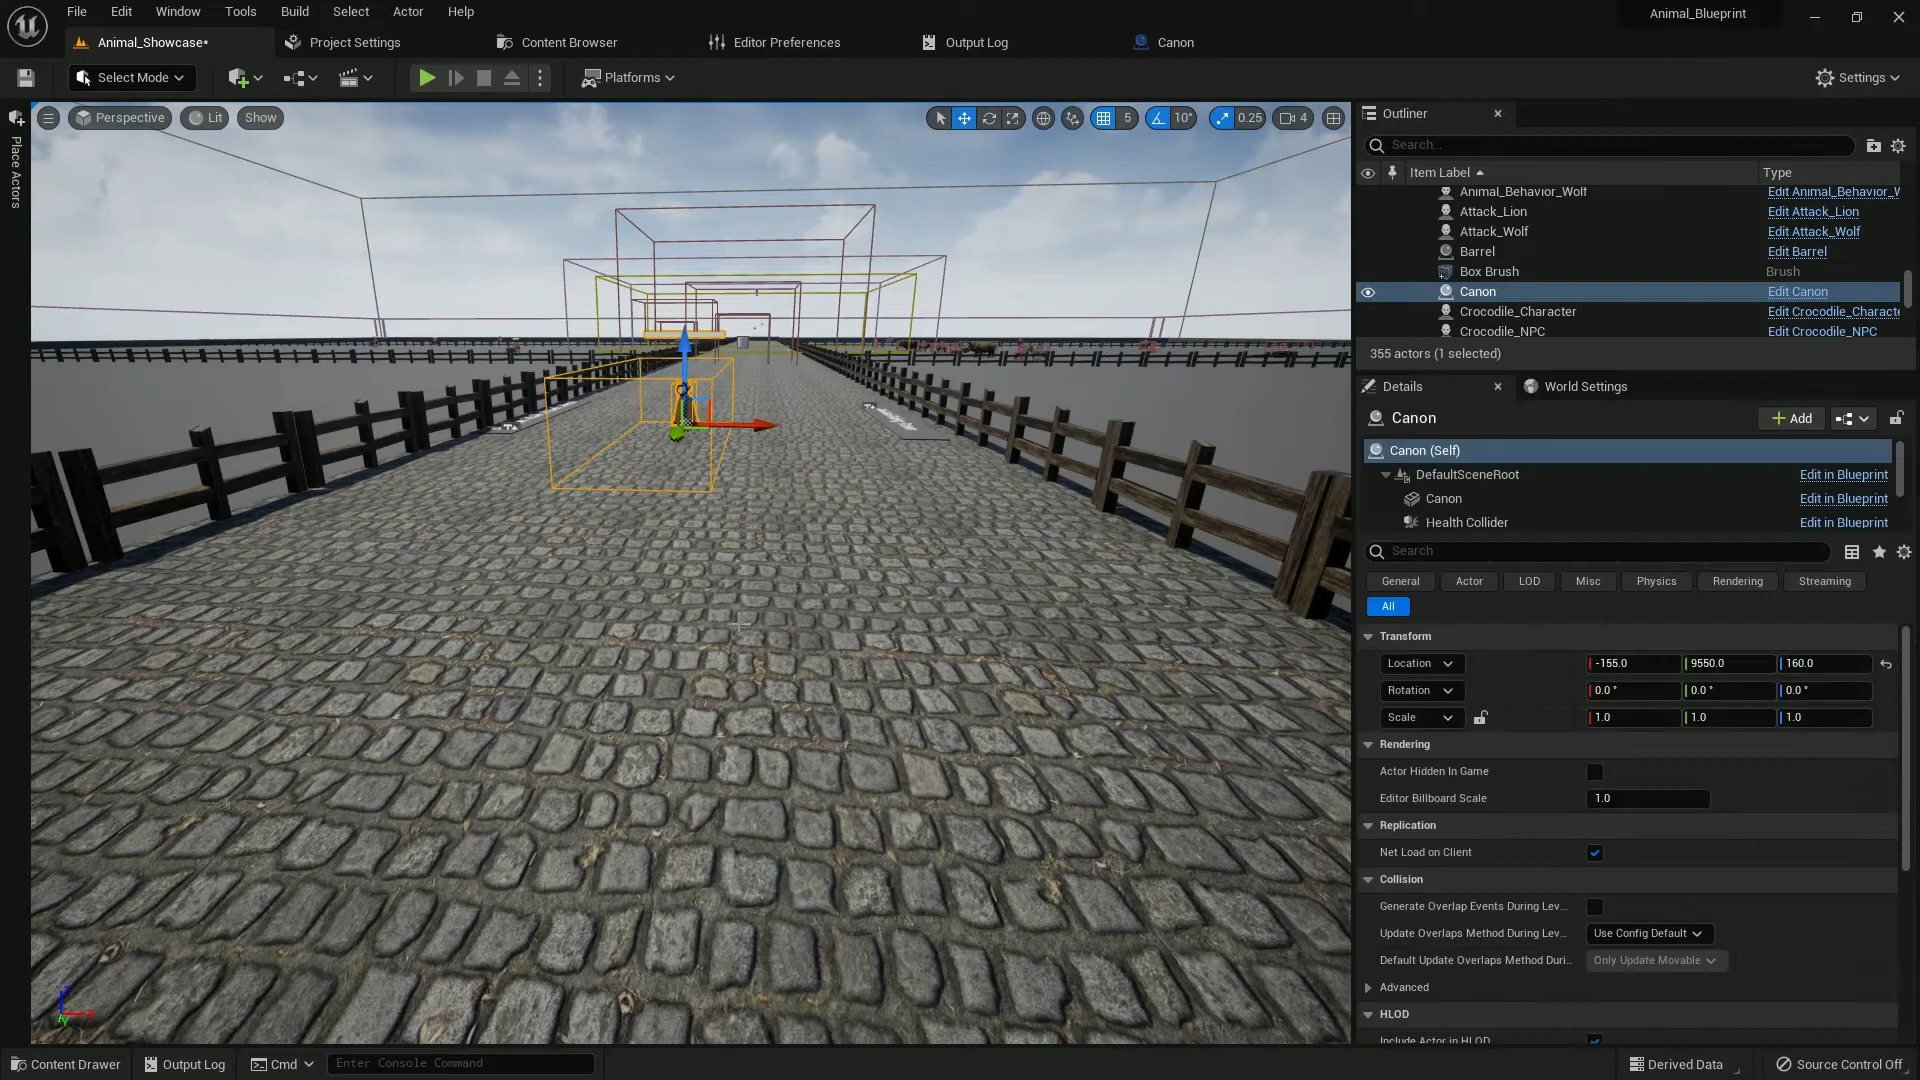 File Edit Window Tools Build Select Actor Help
Animal_Blueprint
Animal_Showcase* Project Settings Content Browser Editor Preferences Output Log Canon
Select Mode Platforms Settings
Place Actors
Perspective Lit Show 5 10° 0.25 4
Outliner
Search...
Item Label Type
Animal_Behavior_Wolf Edit Animal_Behavior_W
Attack_Lion Edit Attack_Lion
Attack_Wolf Edit Attack_Wolf
Barrel Edit Barrel
Box Brush Brush
Canon Edit Canon
Crocodile_Character Edit Crocodile_Characte
Crocodile_NPC Edit Crocodile_NPC
355 actors (1 selected)
Details World Settings
Canon Add
Canon (Self)
DefaultSceneRoot Edit in Blueprint
Canon Edit in Blueprint
Health Collider Edit in Blueprint
Search
General Actor LOD Misc Physics Rendering Streaming
All
Transform
Location -155.0 9550.0 160.0
Rotation 0.0 ° 0.0 ° 0.0 °
Scale 1.0 1.0 1.0
Rendering
Actor Hidden In Game
Editor Billboard Scale 1.0
Replication
Net Load on Client
Collision
Generate Overlap Events During Lev...
Update Overlaps Method During Lev... Use Config Default
Default Update Overlaps Method Duri... Only Update Movable
Advanced
HLOD
Include Actor in HLOD
Content Drawer Output Log Cmd Enter Console Command Derived Data Source Control Off